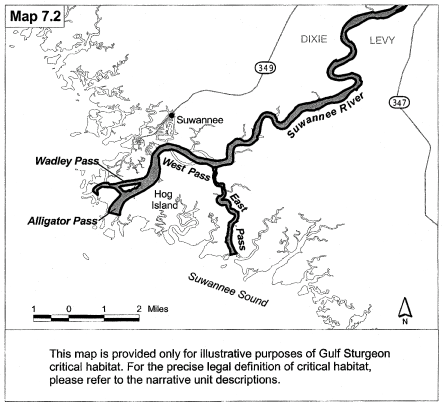 Map 7.2
DIXIE
LEVY
349
347
Suwannee River
Suwannee
Wadley Pass
West Pass
Hog
Island
East
Pass
Alligator Pass
Suwannee Sound
1 0 1 2 Miles
N
This map is provided only for illustrative purposes of Gulf Sturgeon
critical habitat. For the precise legal definition of critical habitat,
please refer to the narrative unit descriptions.